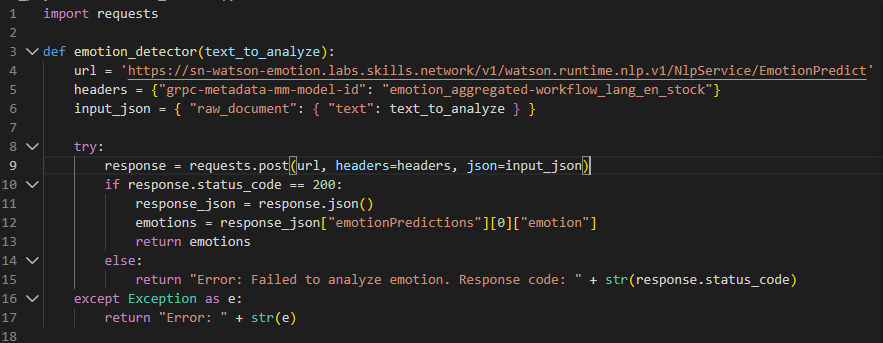 1 import requests
2
3 def emotion_detector(text_to_analyze):
4     url = 'https://sn-watson-emotion.labs.skills.network/v1/watson.runtime.nlp.v1/NlpService/EmotionPredict'
5     headers = {"grpc-metadata-mm-model-id": "emotion_aggregated-workflow_lang_en_stock"}
6     input_json = { "raw_document": { "text": text_to_analyze } }
7
8     try:
9         response = requests.post(url, headers=headers, json=input_json)
10         if response.status_code == 200:
11             response_json = response.json()
12             emotions = response_json["emotionPredictions"][0]["emotion"]
13             return emotions
14         else:
15             return "Error: Failed to analyze emotion. Response code: " + str(response.status_code)
16     except Exception as e:
17         return "Error: " + str(e)
18